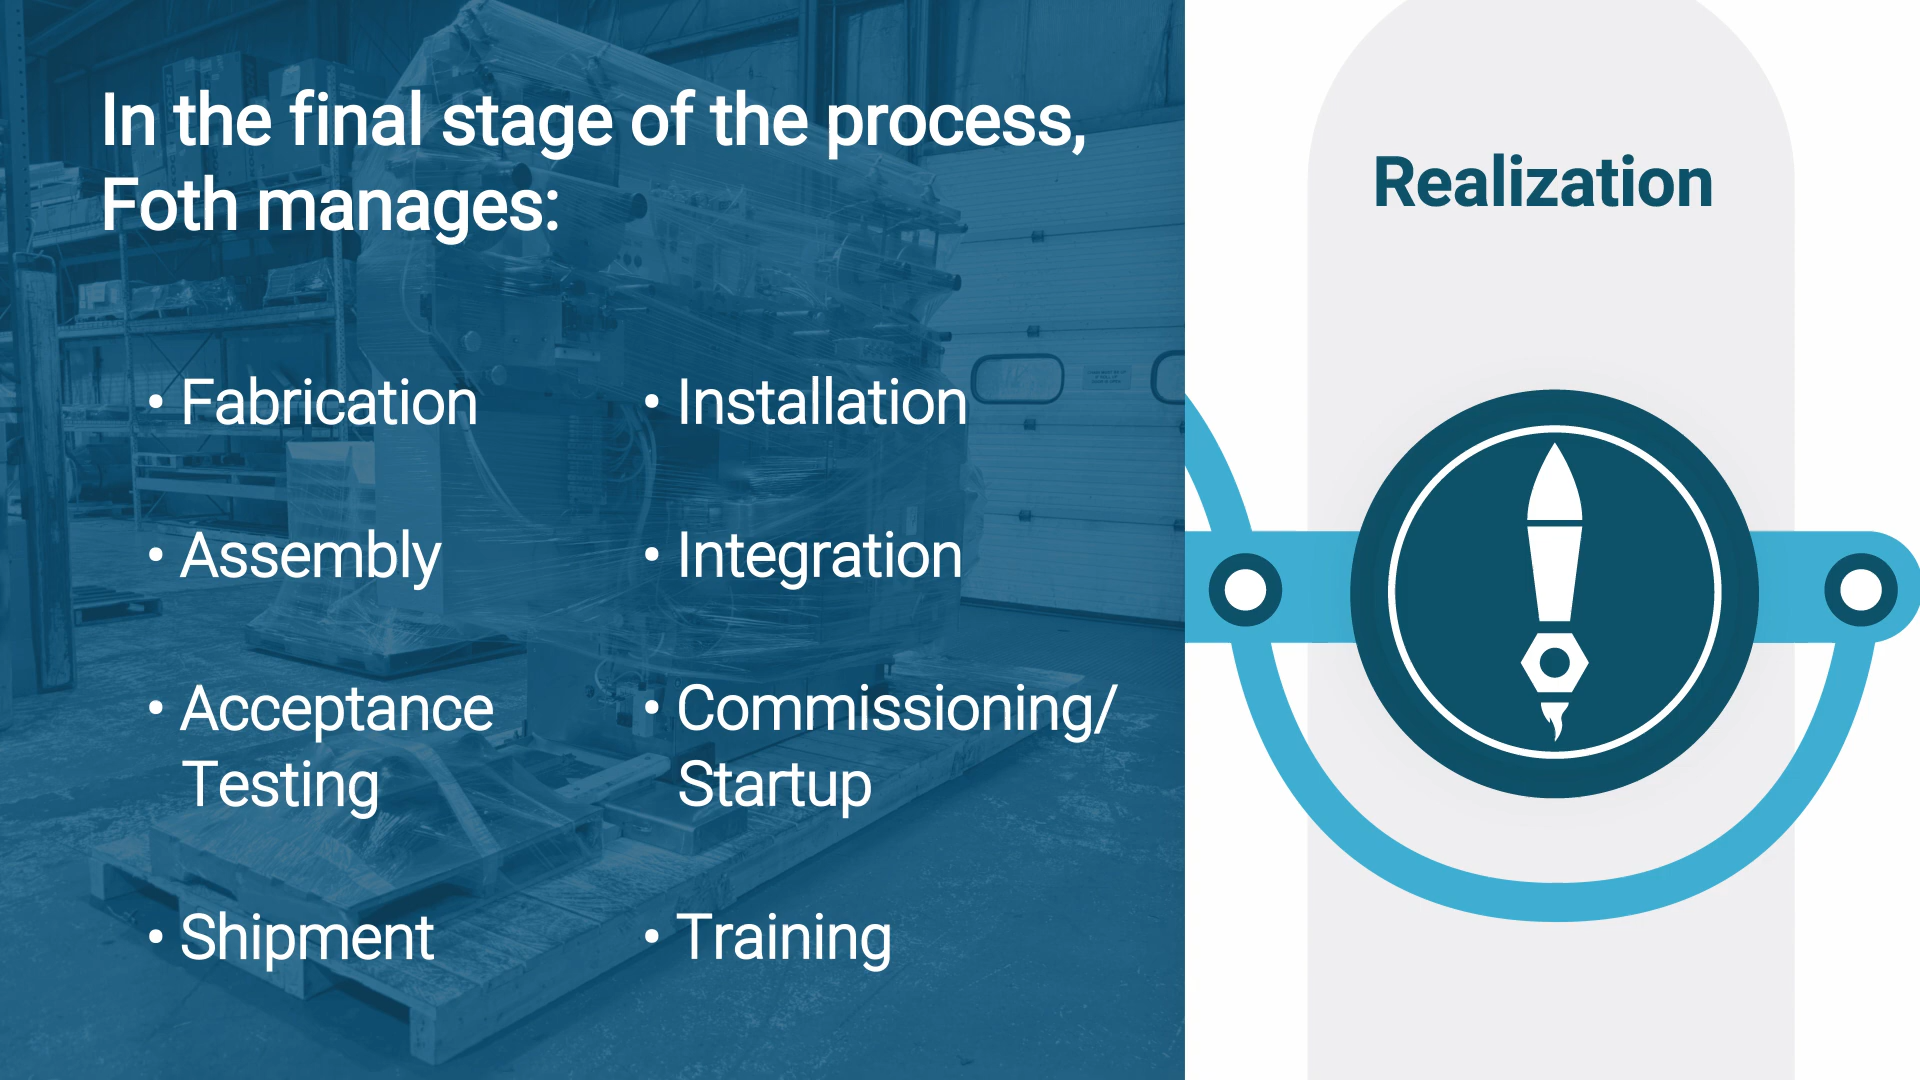 In the final stage of the process,
Foth manages:
• Fabrication
• Assembly
• Acceptance
Testing
• Shipment
• Installation
• Integration
• Commissioning/
Startup
• Training
Realization